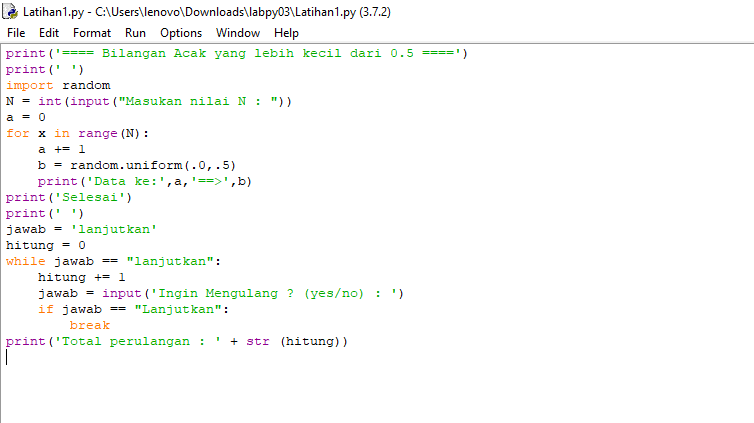 Latihan1.py - C:\Users\lenovo\Downloads\labpy03\Latihan1.py (3.7.2)
File Edit Format Run Options Window Help
print('==== Bilangan Acak yang lebih kecil dari 0.5 ====')
print(' ')
import random
N = int(input("Masukan nilai N : "))
a = 0
for x in range(N):
    a += 1
    b = random.uniform(.0,.5)
    print('Data ke:',a,'==>',b)
print('Selesai')
print(' ')
jawab = 'lanjutkan'
hitung = 0
while jawab == "lanjutkan":
    hitung += 1
    jawab = input('Ingin Mengulang ? (yes/no) : ')
    if jawab == "Lanjutkan":
        break
print('Total perulangan : ' + str (hitung))